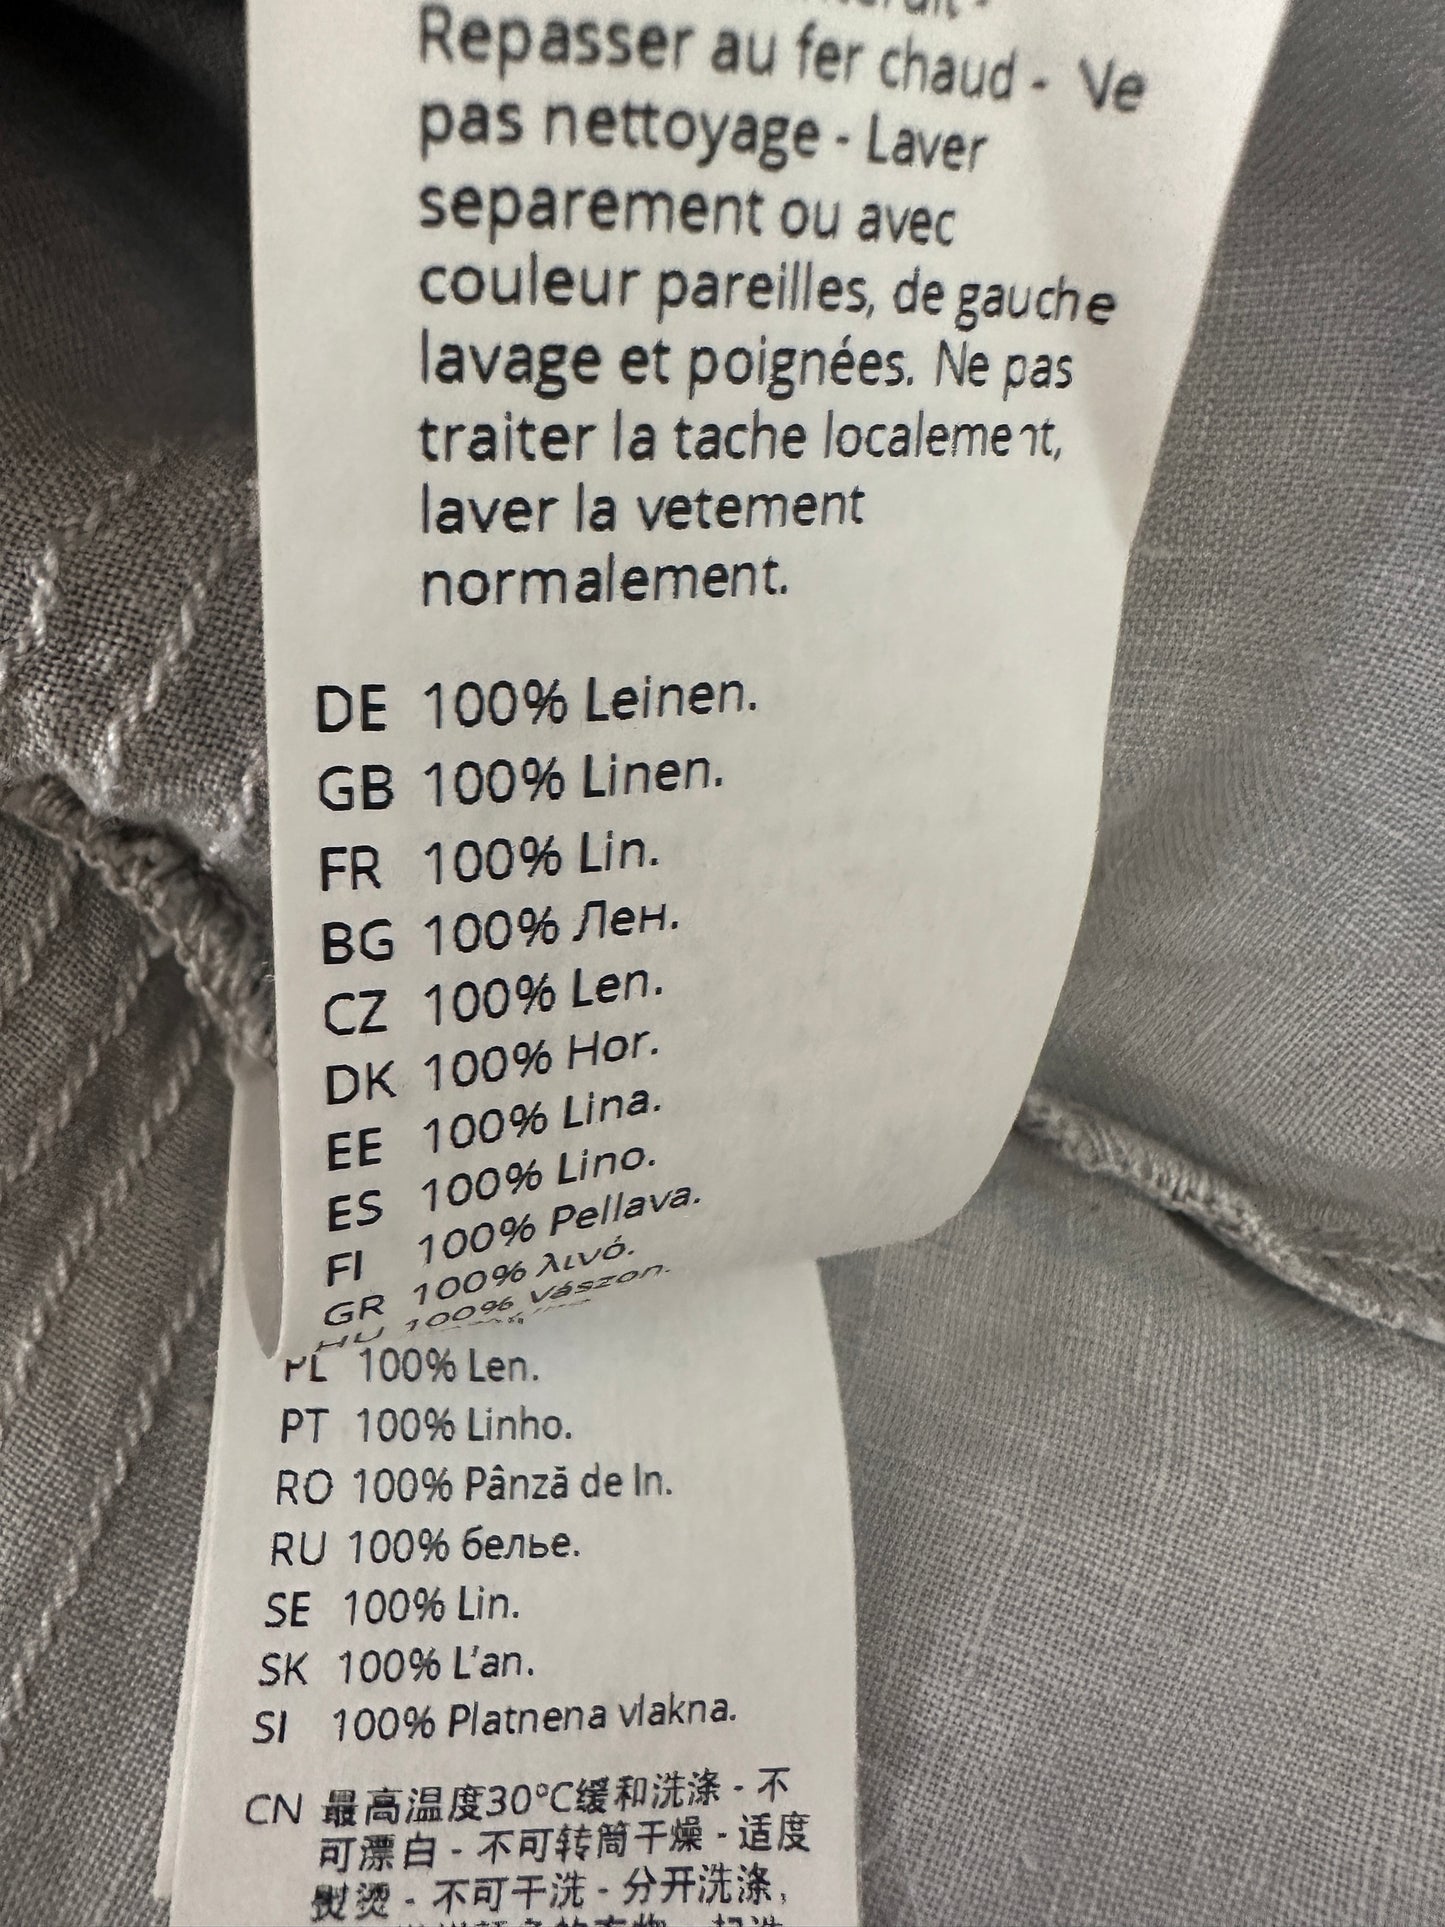 Repasser au fer chaud - Ve
pas nettoyage - Laver
separement ou avec
couleur pareilles, de gauche
lavage et poignées. Ne pas
traiter la tache localement,
laver la vetement
normalement.
DE 100% Leinen.
GB 100% Linen.
FR 100% Lin.
BG 100% Лен.
CZ 100% Len.
DK 100% Hor.
EE 100% Lina.
ES 100% Lino.
FI 100% Pellava.
GR 100% λινό.
HU 100% Vászon.
PL 100% Len.
PT 100% Linho.
RO 100% Pânză de In.
RU 100% белье.
SE 100% Lin.
SK 100% L'an.
SI 100% Platnena vlakna.
CN 最高温度30°C缓和洗涤 - 不
可漂白 - 不可转筒干燥 - 适度
熨烫 - 不可干洗 - 分开洗涤,